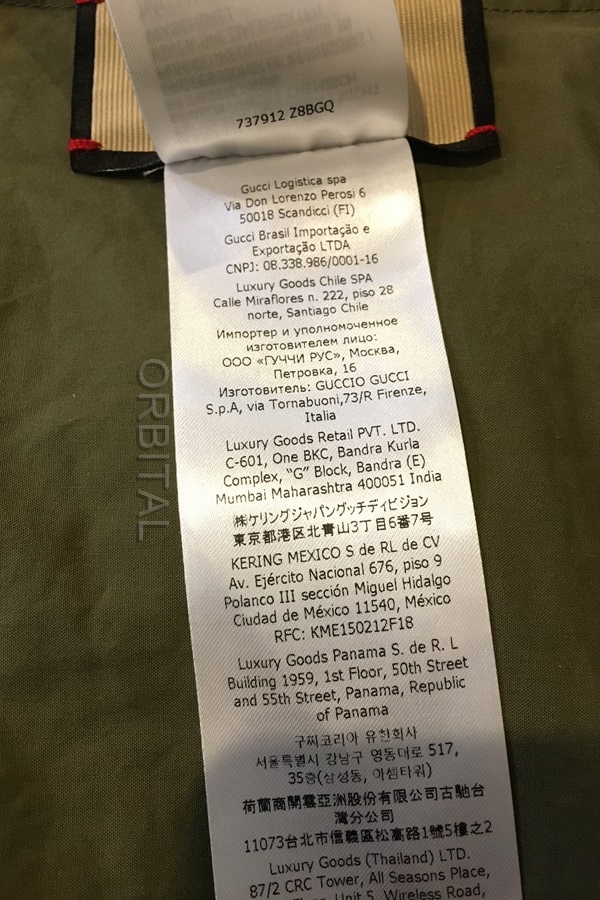 737912 Z8BGQ
Gucci Logistica spa
Via Don Lorenzo Perosi 6
50018 Scandicci (FI)
Gucci Brasil Importação e
Exportação LTDA
CNPJ: 08.338.986/0001-16
Luxury Goods Chile SPA
Calle Miraflores n. 222, piso 28
norte, Santiago Chile
Импортер и уполномоченное
изготовителем лицо:
ООО «ГУЧЧИ РУС», Москва,
Петровка, 16
Изготовитель: GUCCIO GUCCI
S.p.A, via Tornabuoni,73/R Firenze,
Italia
Luxury Goods Retail PVT. LTD.
C-601, One BKC, Bandra Kurla
Complex, “G” Block, Bandra (E)
Mumbai Maharashtra 400051 India
㈱ケリングジャパングッチディビジョン
東京都港区北青山3丁目6番7号
KERING MEXICO S de RL de CV
Av. Ejército Nacional 676, piso 9
Polanco III sección Miguel Hidalgo
Ciudad de México 11540, México
RFC: KME150212F18
Luxury Goods Panama S. de R. L
Building 1959, 1st Floor, 50th Street
and 55th Street, Panama, Republic
of Panama
구찌코리아 유한회사
서울특별시 강남구 영동대로 517,
35층(삼성동, 아셈타워)
荷蘭商開雲亞洲股份有限公司古馳台
灣分公司
11073台北市信義區松高路1號5樓之2
Luxury Goods (Thailand) LTD.
87/2 CRC Tower, All Seasons Place,
Unit 5, Wireless Road,
ORBITAL